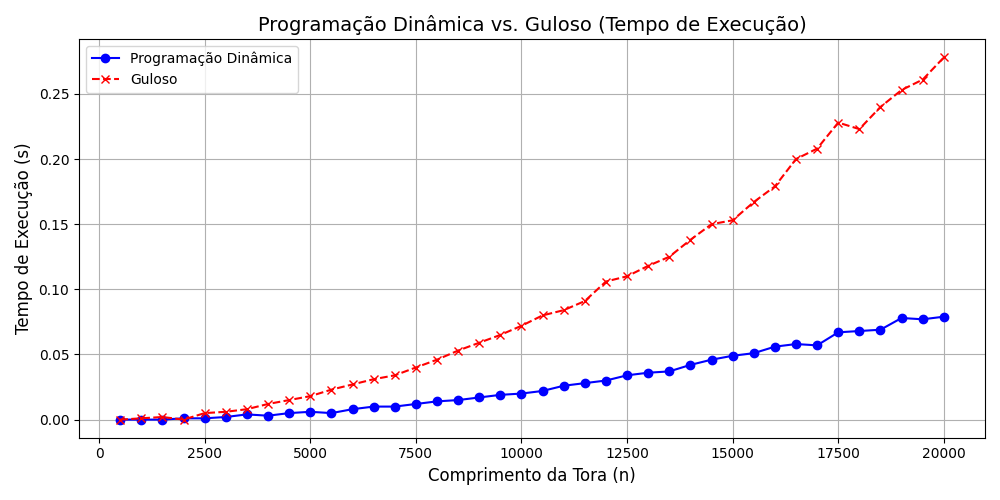 Programação Dinâmica vs. Guloso (Tempo de Execução)
Programação Dinâmica
Guloso
Tempo de Execução (s)
0.25
0.20
0.15
0.10
0.05
0.00
0 2500 5000 7500 10000 12500 15000 17500 20000
Comprimento da Tora (n)